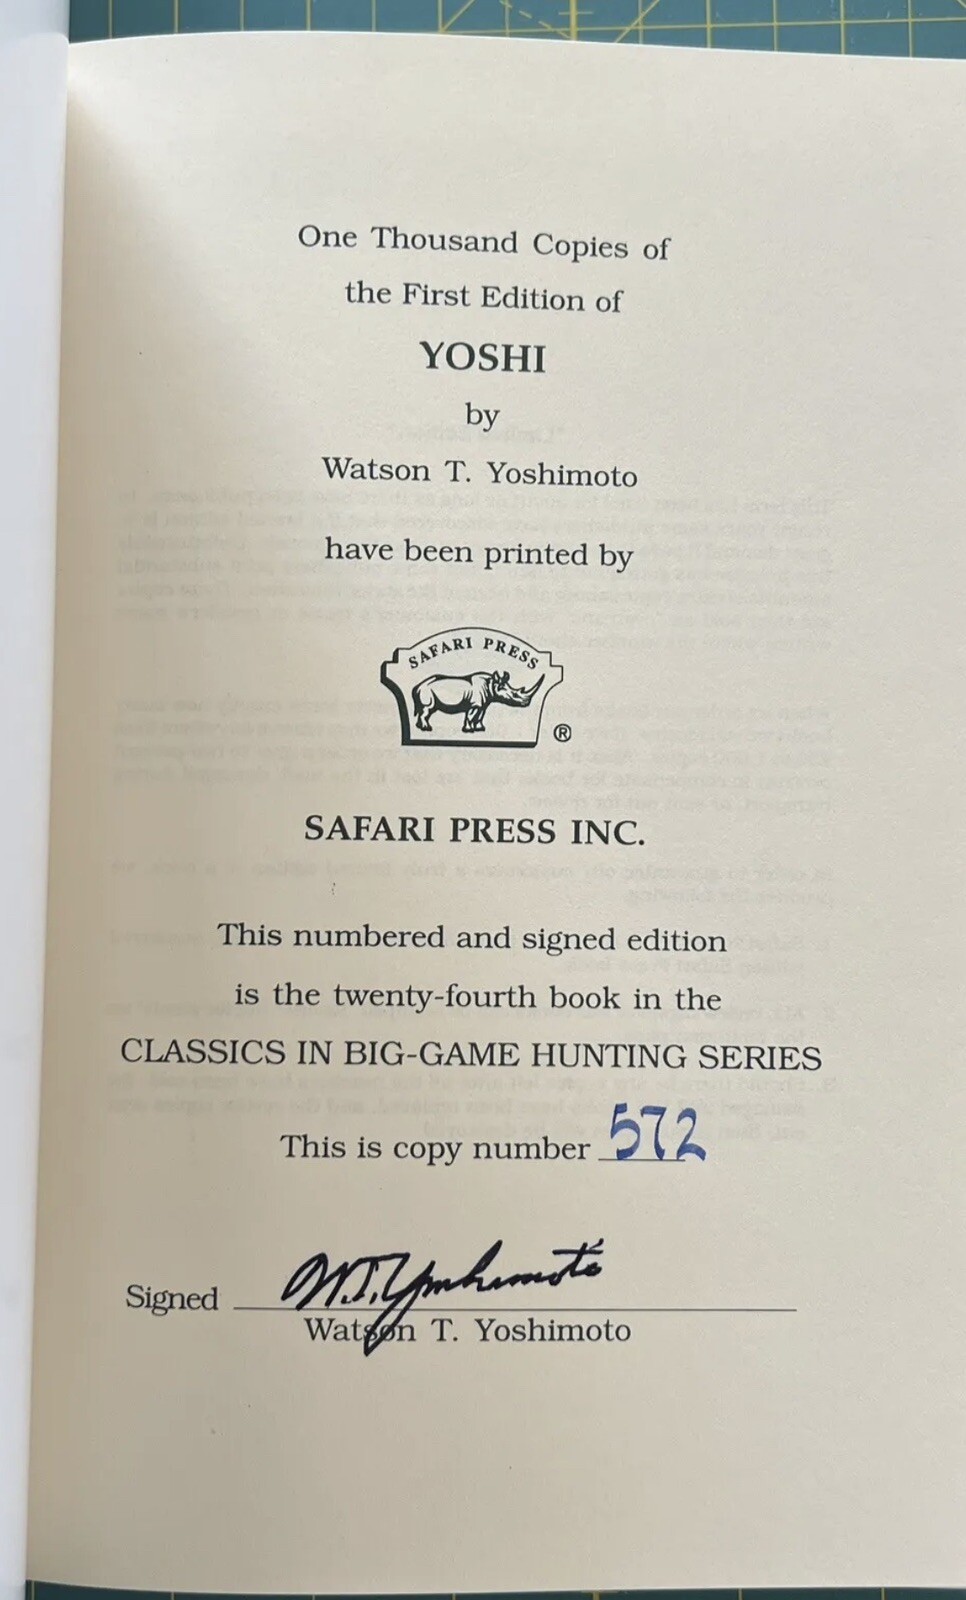 One Thousand Copies of
the First Edition of
YOSHI
by
Watson T. Yoshimoto
have been printed by
SAFARI PRESS
®
SAFARI PRESS INC.
This numbered and signed edition
is the twenty-fourth book in the
CLASSICS IN BIG-GAME HUNTING SERIES
This is copy number 572
Signed W.T. Yoshimoto
Watson T. Yoshimoto